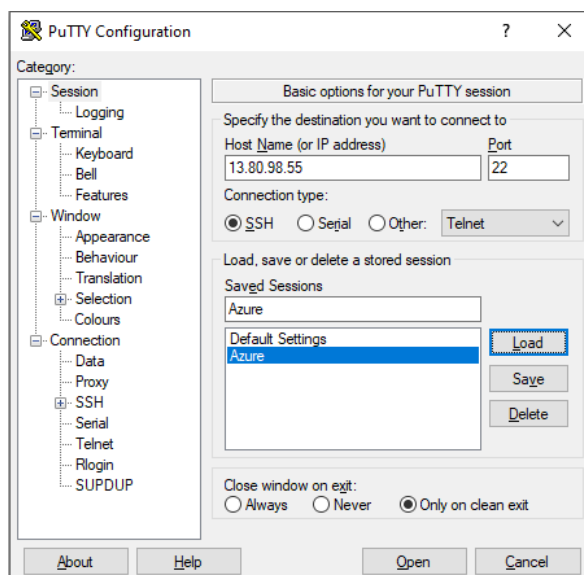 PuTTY Configuration
Category:
Session
Logging
Terminal
Keyboard
Bell
Features
Window
Appearance
Behaviour
Translation
Selection
Colours
Connection
Data
Proxy
SSH
Serial
Telnet
Rlogin
SUPDUP
Basic options for your PuTTY session
Specify the destination you want to connect to
Host Name (or IP address) Port
13.80.98.55 22
Connection type:
SSH Serial Other: Telnet
Load, save or delete a stored session
Saved Sessions
Azure
Default Settings
Azure
Load
Save
Delete
Close window on exit:
Always Never Only on clean exit
About Help Open Cancel